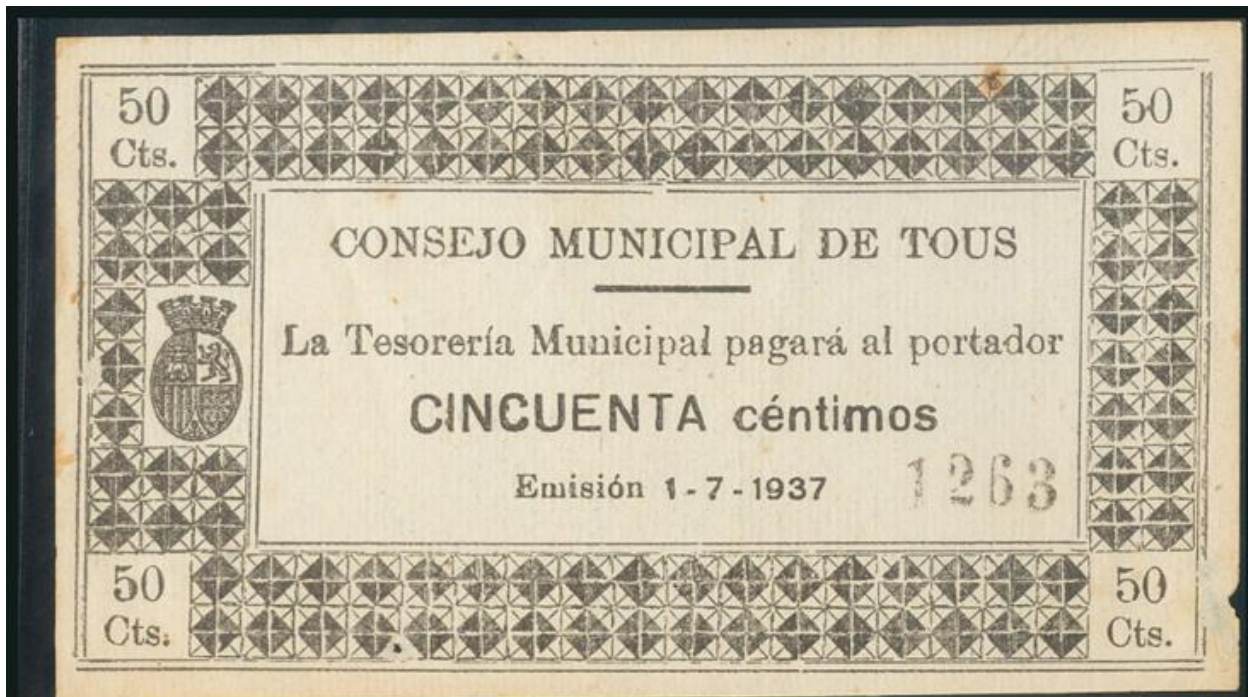 50
Cts.
50
Cts.
CONSEJO MUNICIPAL DE TOUS
La Tesorería Municipal pagará al portador
CINCUENTA céntimos
Emisión 1-7-1937
1263
50
Cts.
50
Cts.